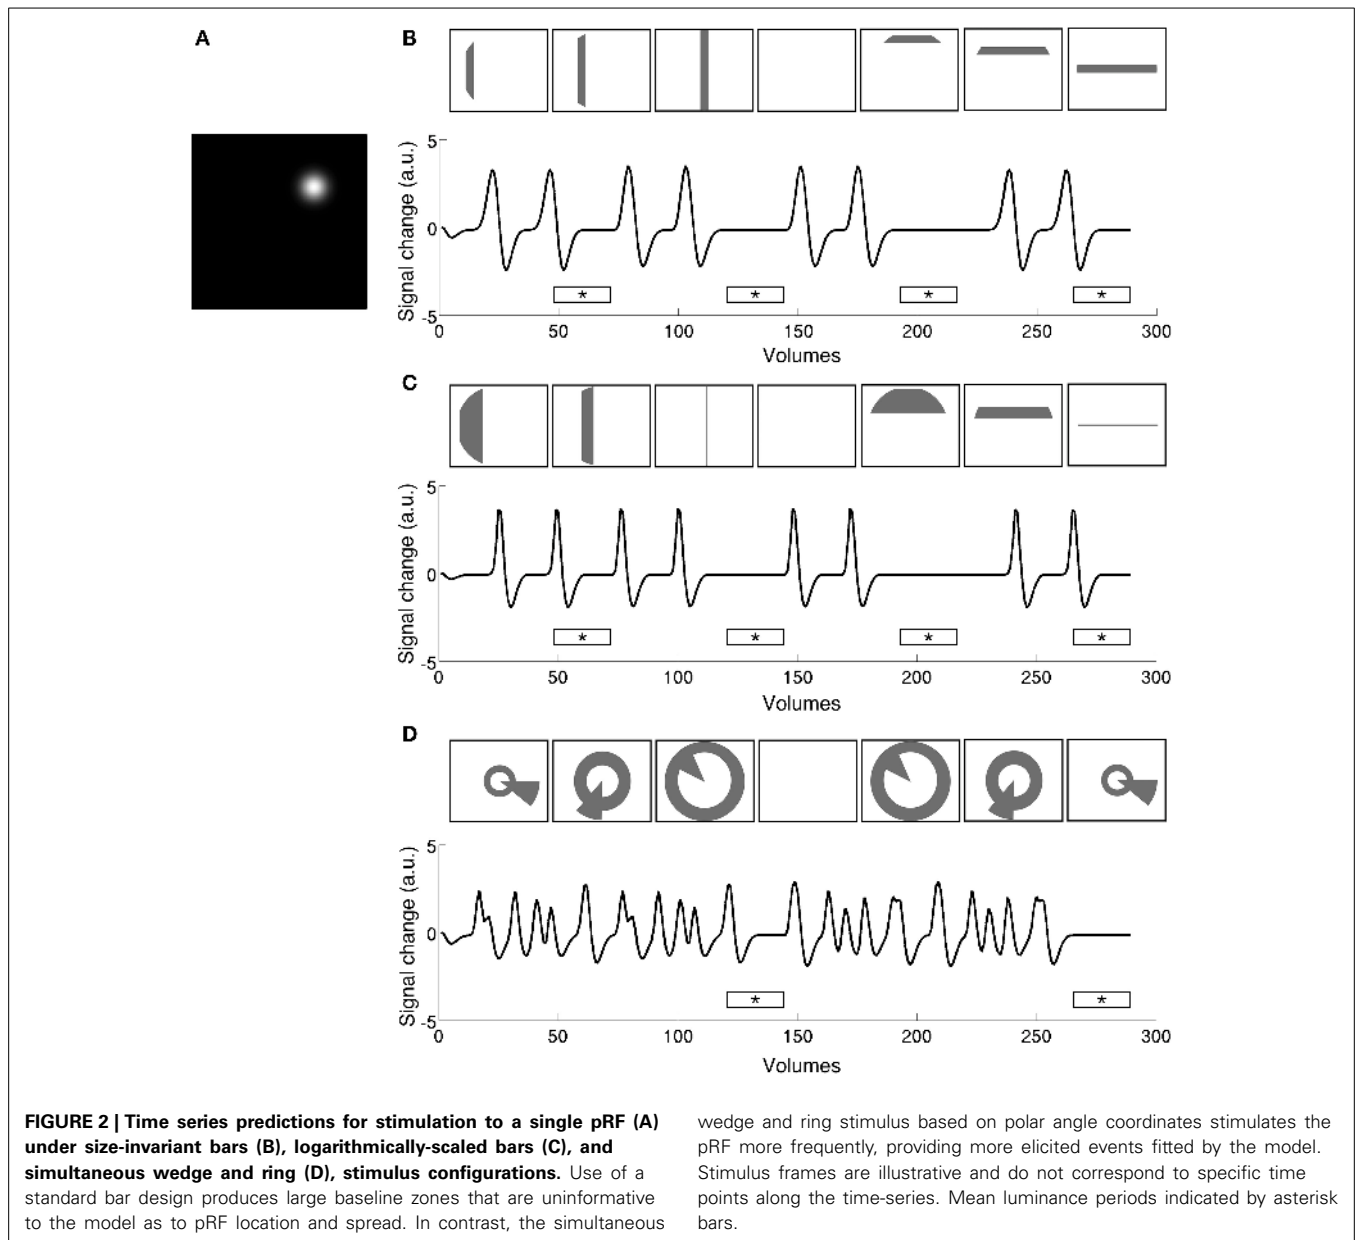 A
B
5
0
-5
Signal change (a.u.)
* * * *
0 50 100 150 200 250 300
Volumes
C
5
0
-5
Signal change (a.u.)
* * * *
0 50 100 150 200 250 300
Volumes
D
5
0
-5
Signal change (a.u.)
* *
0 50 100 150 200 250 300
Volumes
FIGURE 2 | Time series predictions for stimulation to a single pRF (A)
under size-invariant bars (B), logarithmically-scaled bars (C), and
simultaneous wedge and ring (D), stimulus configurations. Use of a
standard bar design produces large baseline zones that are uninformative
to the model as to pRF location and spread. In contrast, the simultaneous
wedge and ring stimulus based on polar angle coordinates stimulates the
pRF more frequently, providing more elicited events fitted by the model.
Stimulus frames are illustrative and do not correspond to specific time
points along the time-series. Mean luminance periods indicated by asterisk
bars.